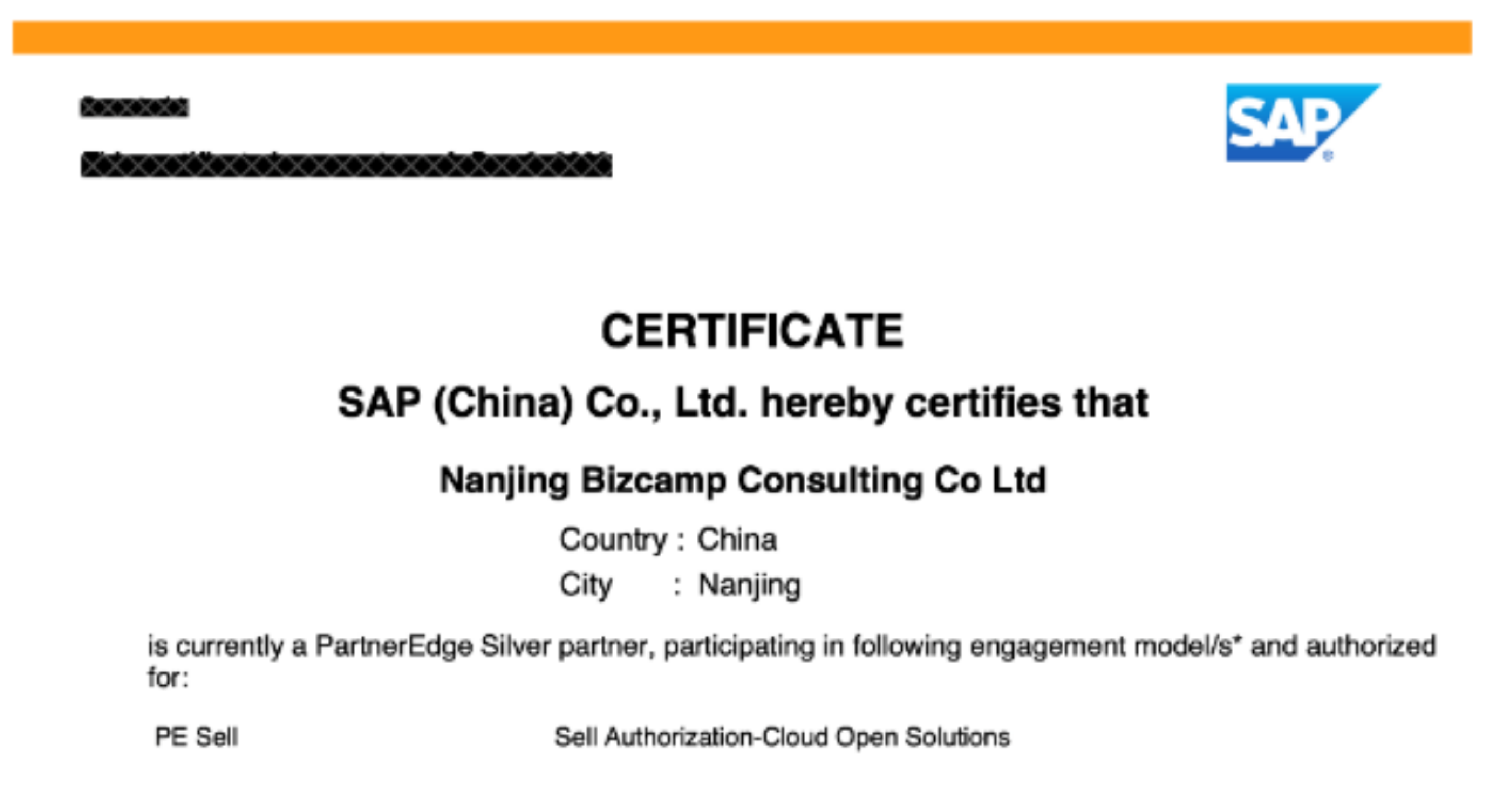 SAP
CERTIFICATE
SAP (China) Co., Ltd. hereby certifies that
Nanjing Bizcamp Consulting Co Ltd
Country : China
City : Nanjing
is currently a PartnerEdge Silver partner, participating in following engagement model/s* and authorized
for:
PE Sell Sell Authorization-Cloud Open Solutions